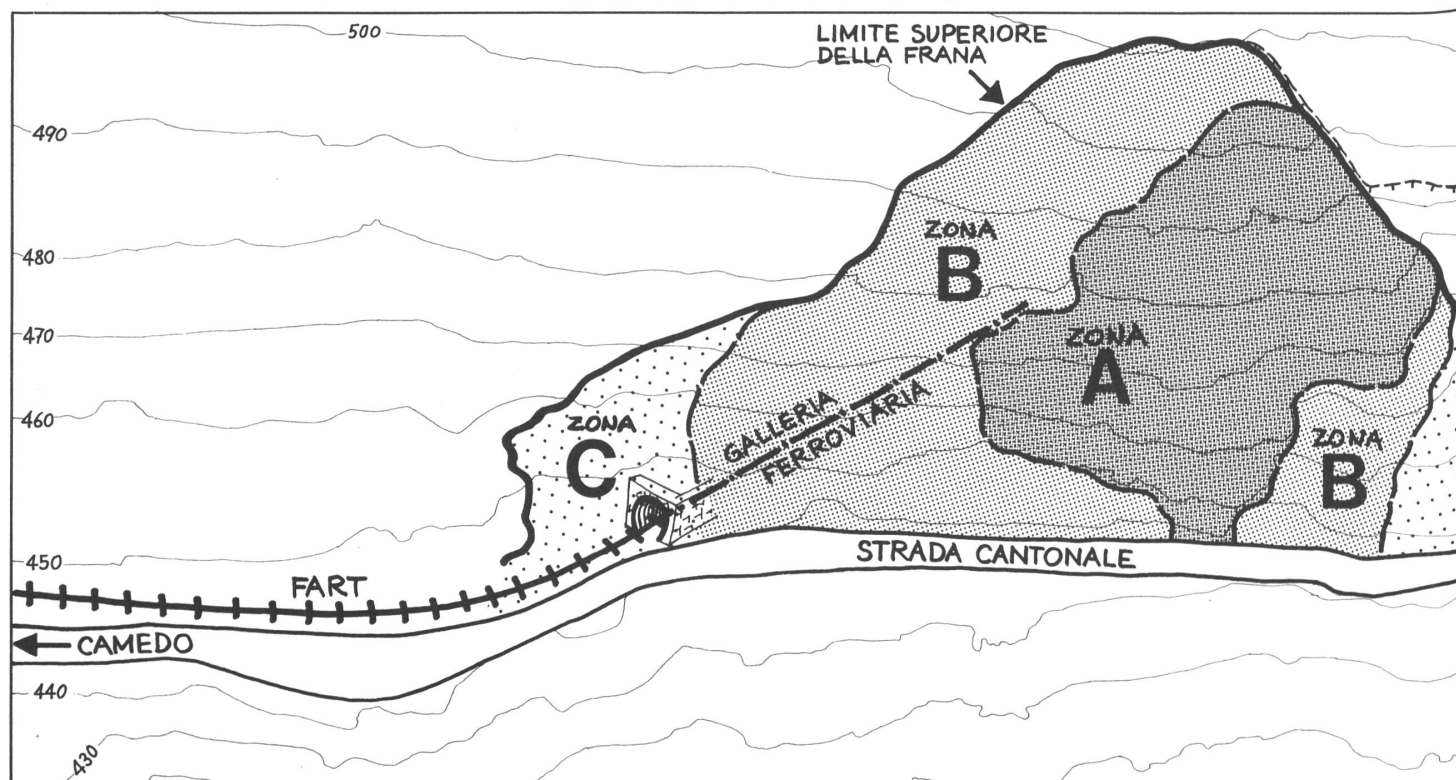 500
LIMITE SUPERIORE
DELLA FRANA
490
480
ZONA
B
470
ZONA
A
460
ZONA
C
GALLERIA
FERROVIARIA
ZONA
B
450
STRADA CANTONALE
FART
CAMEDO
440
430